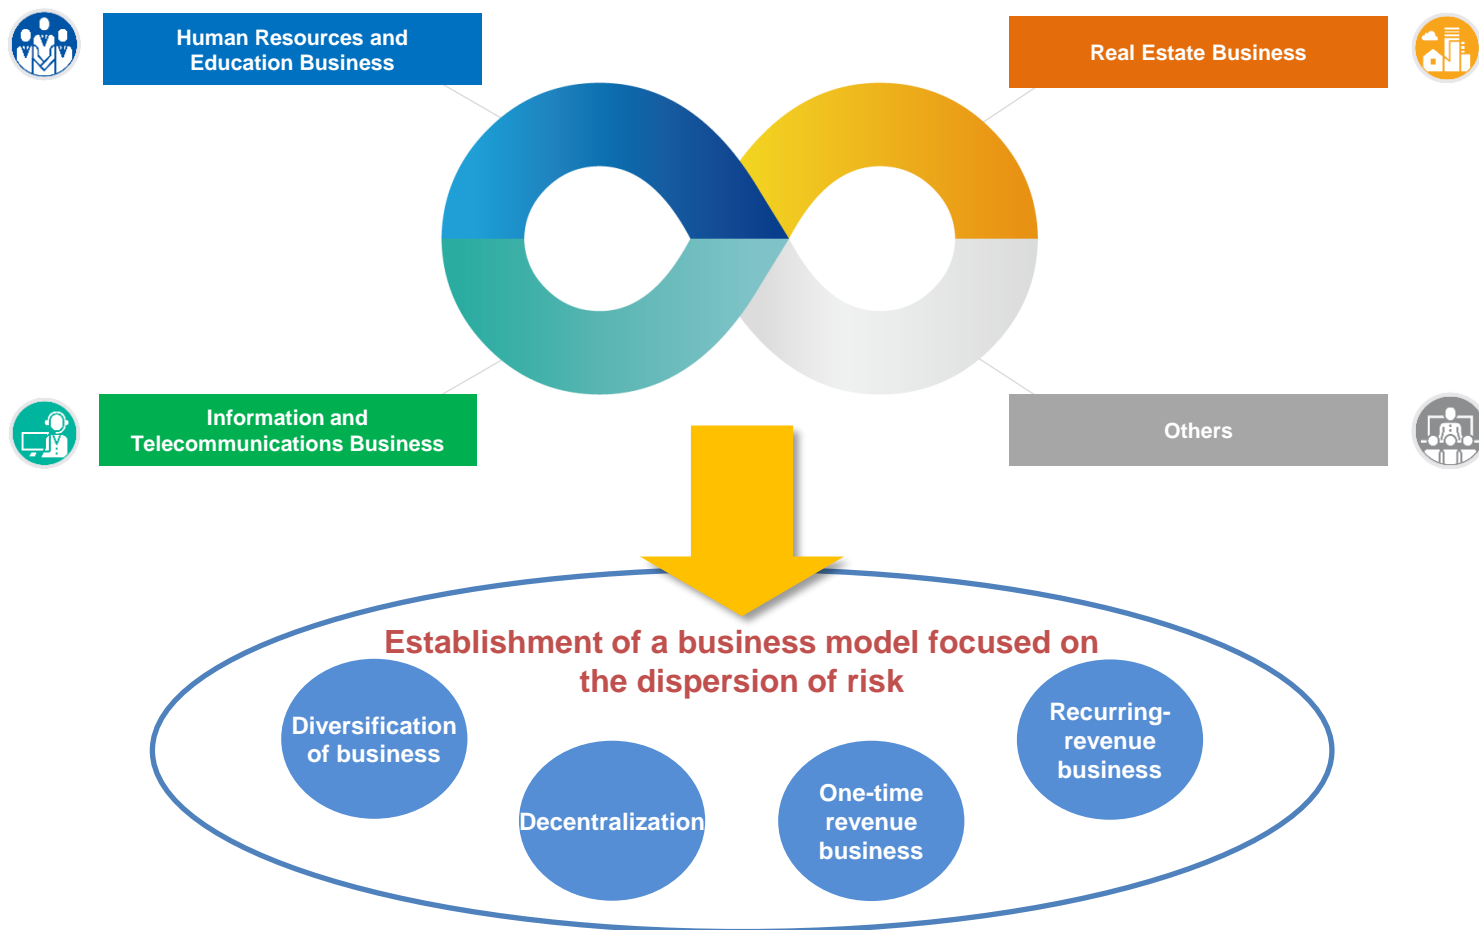 Human Resources and
Education Business
Real Estate Business
Information and
Telecommunications Business
Others
Establishment of a business model focused on
the dispersion of risk
Diversification
of business
Decentralization
One-time
revenue
business
Recurring-
revenue
business